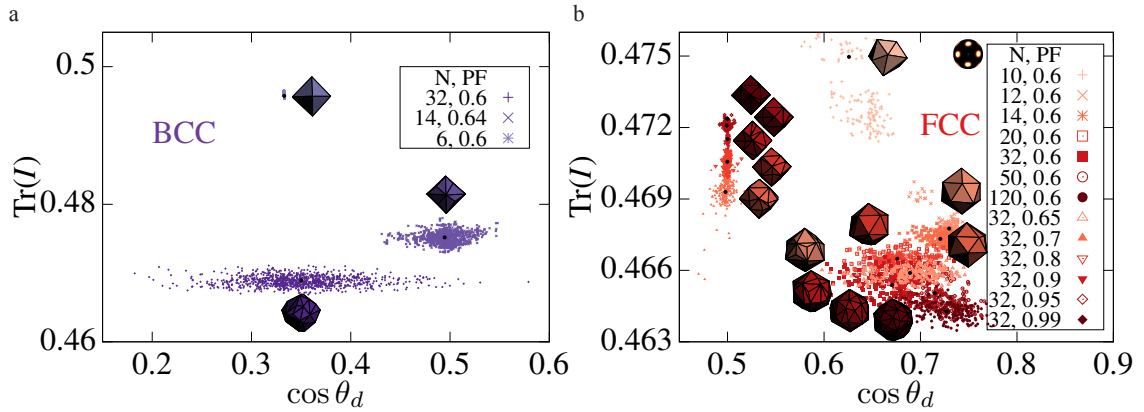 a
Tr(I)
0.5
0.48
0.46
BCC
N, PF
32, 0.6
14, 0.64
6, 0.6
0.2 0.3 0.4 0.5 0.6
cos θd
b
Tr(I)
0.475
0.472
0.469
0.466
0.463
FCC
N, PF
10, 0.6
12, 0.6
14, 0.6
20, 0.6
32, 0.6
50, 0.6
120, 0.6
32, 0.65
32, 0.7
32, 0.8
32, 0.9
32, 0.95
32, 0.99
0.5 0.6 0.7 0.8 0.9
cos θd